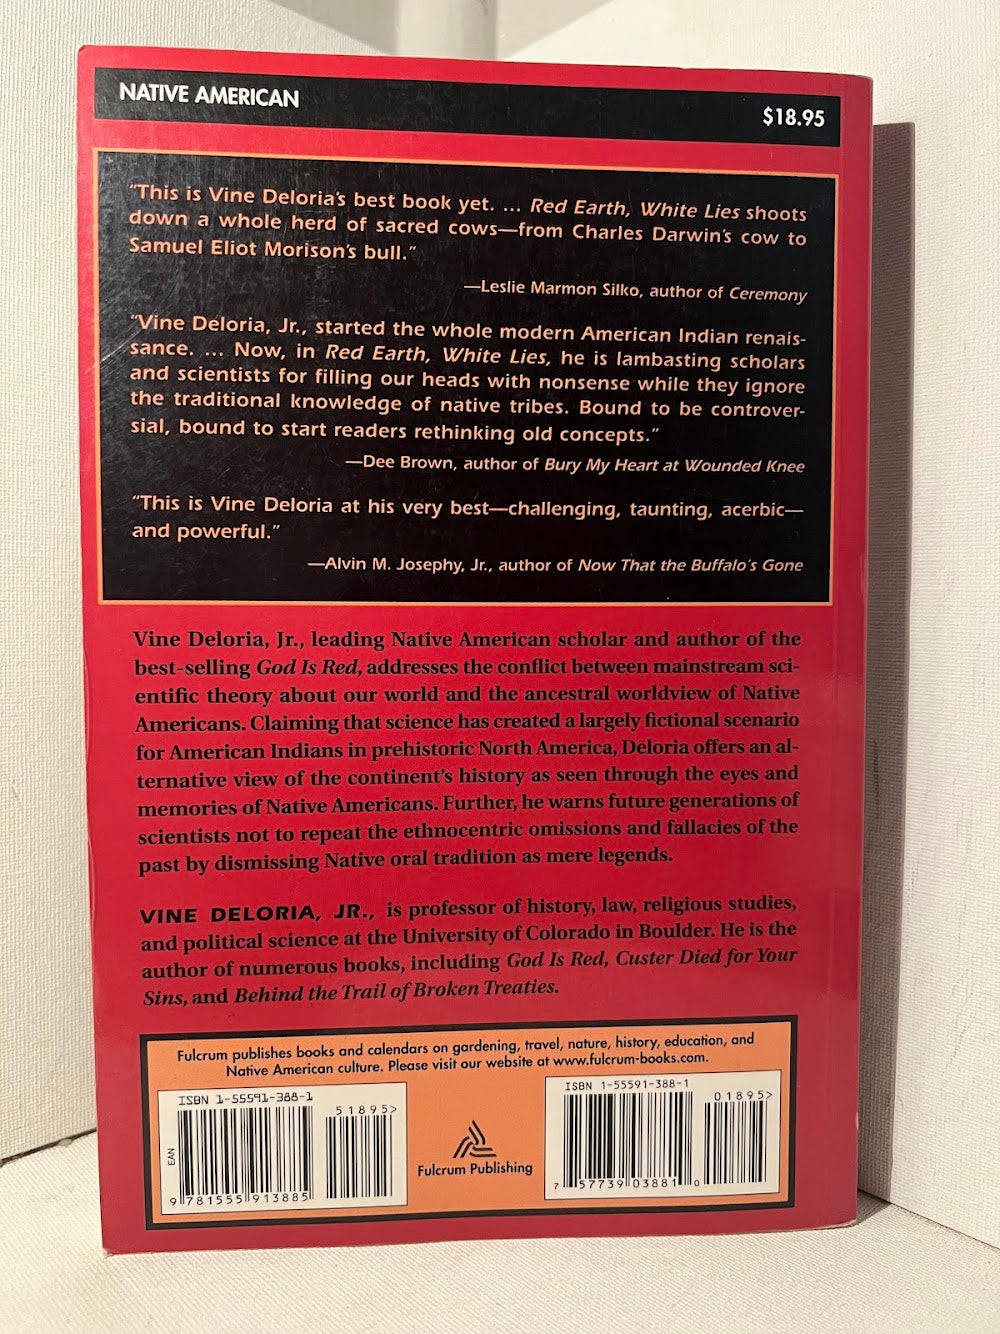 NATIVE AMERICAN
$18.95
“This is Vine Deloria’s best book yet. ... Red Earth, White Lies shoots
down a whole herd of sacred cows—from Charles Darwin’s cow to
Samuel Eliot Morison’s bull.”
—Leslie Marmon Silko, author of Ceremony
“Vine Deloria, Jr., started the whole modern American Indian renais-
sance. ... Now, in Red Earth, White Lies, he is lambasting scholars
and scientists for filling our heads with nonsense while they ignore
the traditional knowledge of native tribes. Bound to be controver-
sial, bound to start readers rethinking old concepts.”
—Dee Brown, author of Bury My Heart at Wounded Knee
“This is Vine Deloria at his very best—challenging, taunting, acerbic—
and powerful.”
—Alvin M. Josephy, Jr., author of Now That the Buffalo’s Gone
Vine Deloria, Jr., leading Native American scholar and author of the
best-selling God Is Red, addresses the conflict between mainstream sci-
entific theory about our world and the ancestral worldview of Native
Americans. Claiming that science has created a largely fictional scenario
for American Indians in prehistoric North America, Deloria offers an al-
ternative view of the continent’s history as seen through the eyes and
memories of Native Americans. Further, he warns future generations of
scientists not to repeat the ethnocentric omissions and fallacies of the
past by dismissing Native oral tradition as mere legends.
VINE DELORIA, JR., is professor of history, law, religious studies,
and political science at the University of Colorado in Boulder. He is the
author of numerous books, including God Is Red, Custer Died for Your
Sins, and Behind the Trail of Broken Treaties.
Fulcrum publishes books and calendars on gardening, travel, nature, history, education, and
Native American culture. Please visit our website at www.fulcrum-books.com.
ISBN 1-55591-388-1
51895>
EAN
9 781555 913885
Fulcrum Publishing
ISBN 1-55591-388-1
01895>
7 57739 03881 0